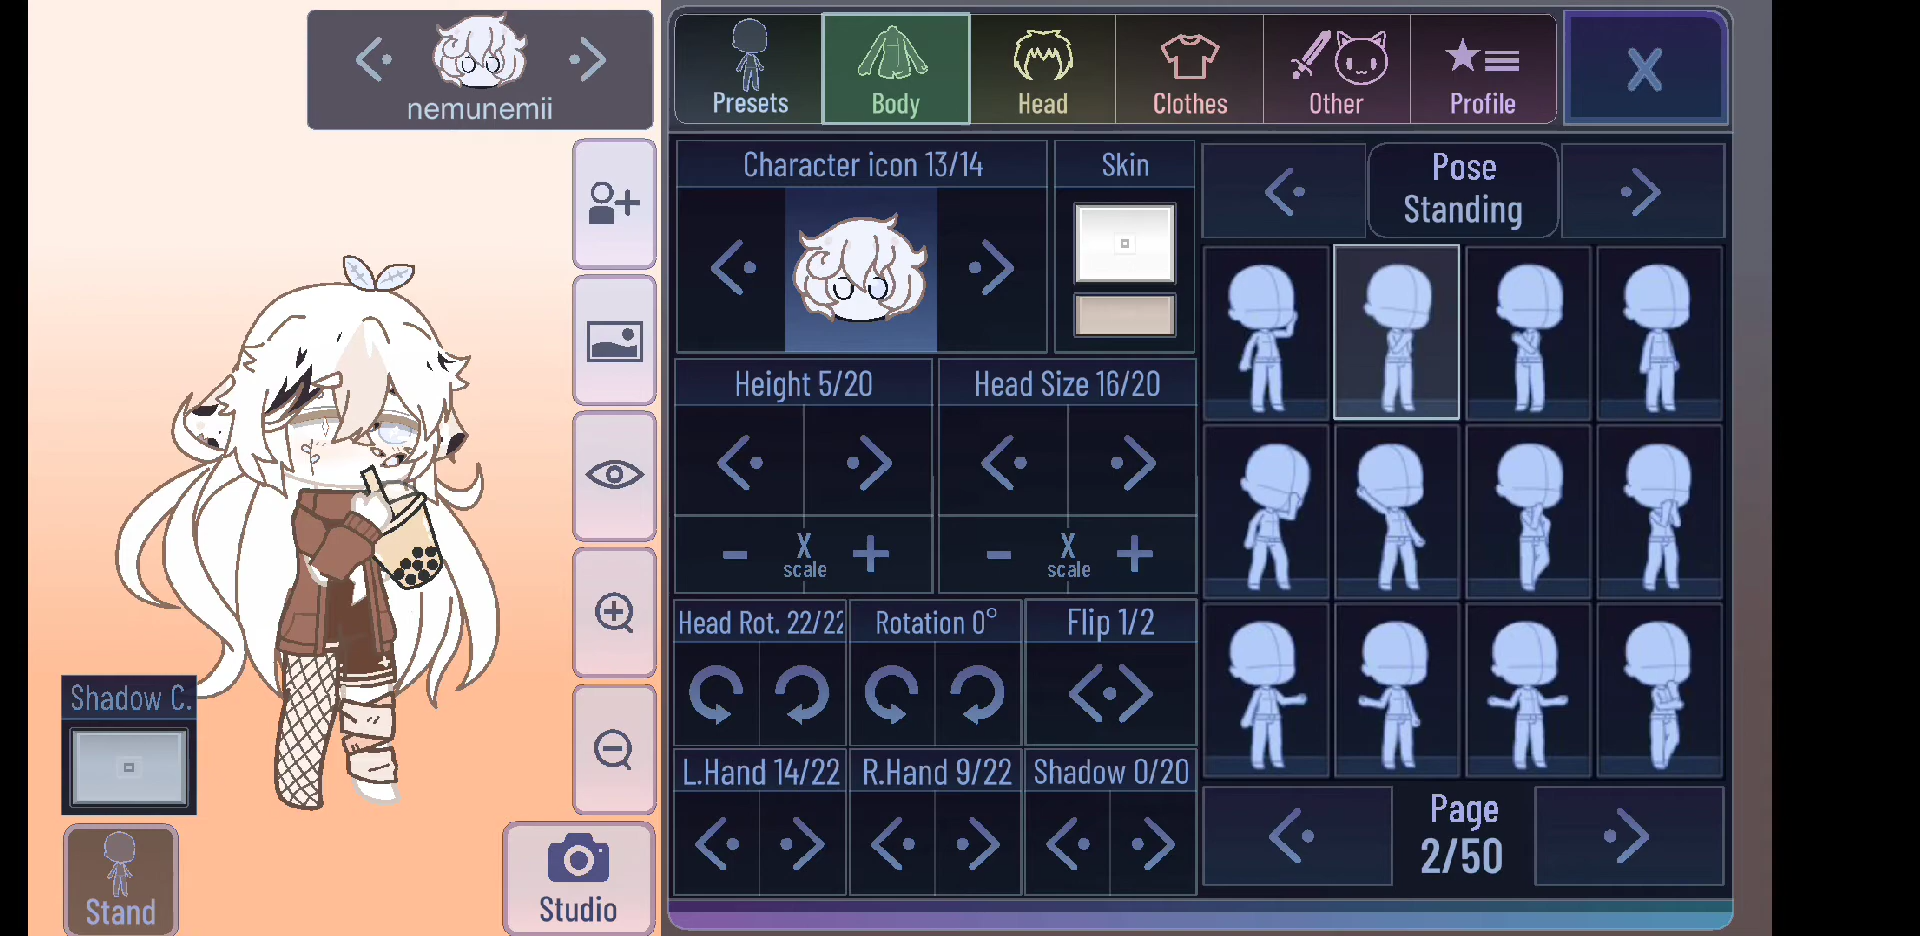 nemunemii
Presets
Body
Head
Clothes
Other
Profile
X
Character icon 13/14
Skin
Pose
Standing
Height 5/20
Head Size 16/20
X
scale
X
scale
Head Rot. 22/22
Rotation 0°
Flip 1/2
L.Hand 14/22
R.Hand 9/22
Shadow 0/20
Page
2/50
Shadow C.
Stand
Studio